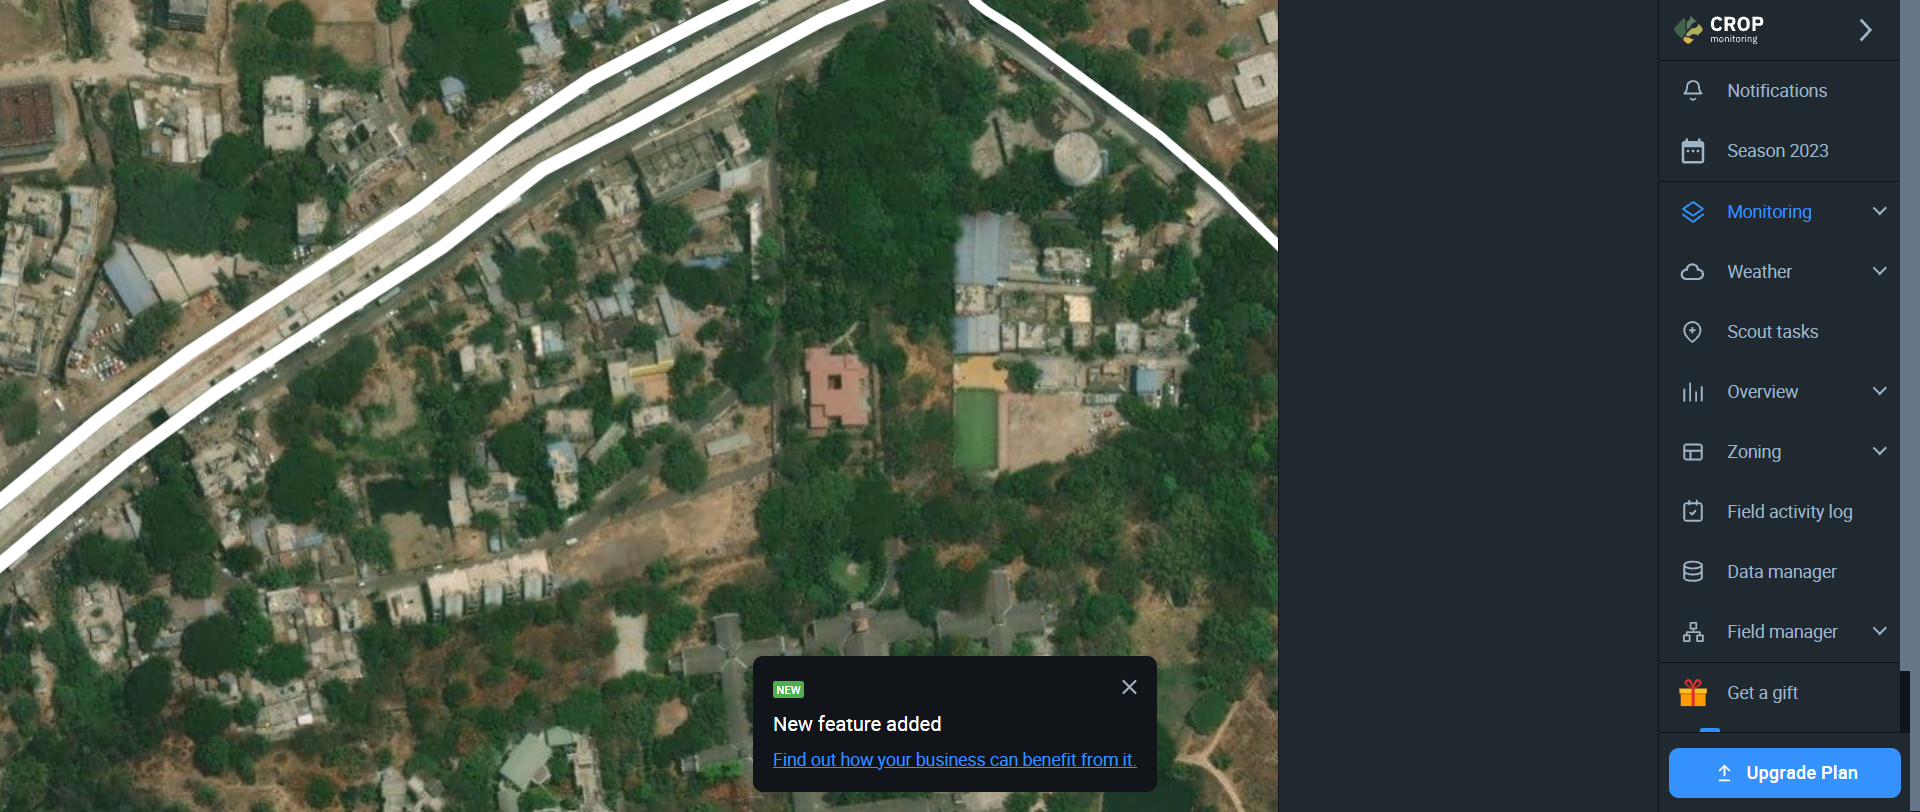 CROP
monitoring
Notifications
Season 2023
Monitoring
Weather
Scout tasks
Overview
Zoning
Field activity log
Data manager
Field manager
Get a gift
Upgrade Plan
NEW
New feature added
Find out how your business can benefit from it.